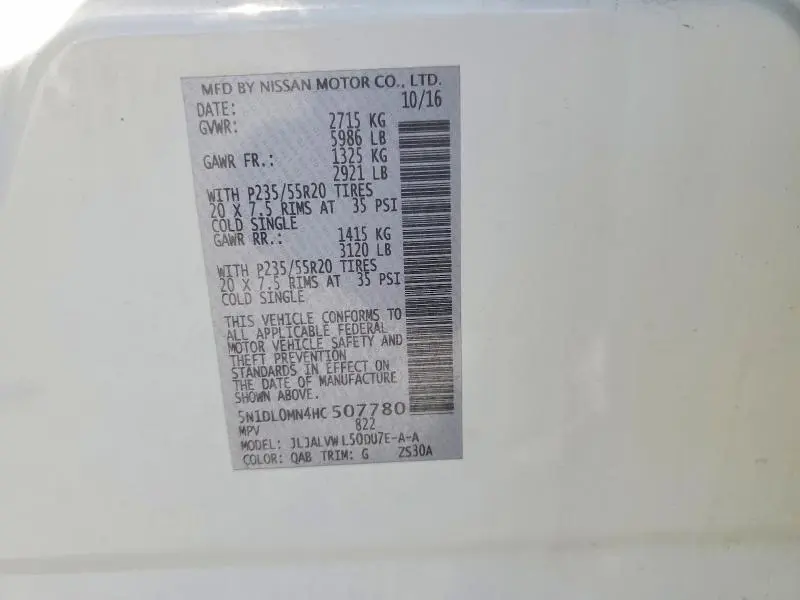 MFD BY NISSAN MOTOR CO., LTD.
DATE: 10/16
GVWR: 2715 KG
5986 LB
GAWR FR.: 1325 KG
2921 LB
WITH P235/55R20 TIRES
20 X 7.5 RIMS AT 35 PSI
COLD SINGLE
GAWR RR.: 1415 KG
3120 LB
WITH P235/55R20 TIRES
20 X 7.5 RIMS AT 35 PSI
COLD SINGLE
THIS VEHICLE CONFORMS TO
ALL APPLICABLE FEDERAL
MOTOR VEHICLE SAFETY AND
THEFT PREVENTION
STANDARDS IN EFFECT ON
THE DATE OF MANUFACTURE
SHOWN ABOVE.
5N1DL0MN4HC 507780
MPV 822
MODEL: JLJALVW L50DU7E-A-A
COLOR: QAB TRIM: G ZS30A